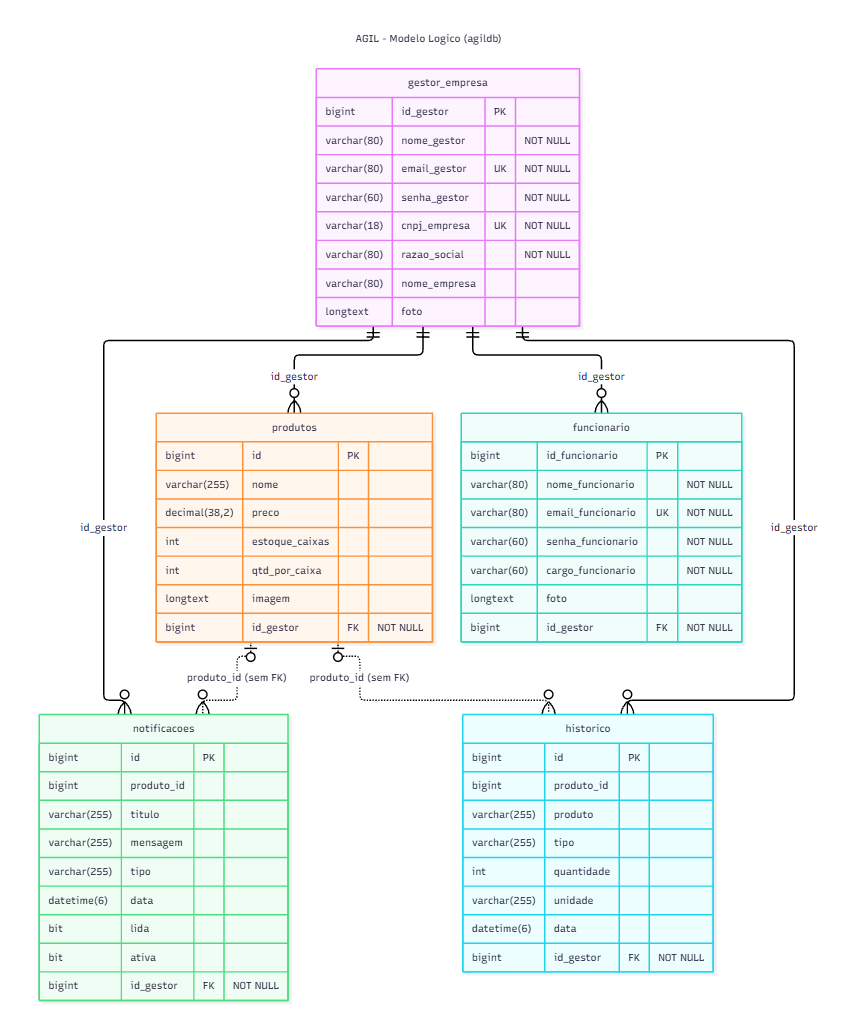 AGIL - Modelo Logico (agildb)
gestor_empresa
bigint id_gestor PK
varchar(80) nome_gestor NOT NULL
varchar(80) email_gestor UK NOT NULL
varchar(60) senha_gestor NOT NULL
varchar(18) cnpj_empresa UK NOT NULL
varchar(80) razao_social NOT NULL
varchar(80) nome_empresa
longtext foto
id_gestor
id_gestor
produtos
bigint id PK
varchar(255) nome
decimal(38,2) preco
int estoque_caixas
int qtd_por_caixa
longtext imagem
bigint id_gestor FK NOT NULL
funcionario
bigint id_funcionario PK
varchar(80) nome_funcionario NOT NULL
varchar(80) email_funcionario UK NOT NULL
varchar(60) senha_funcionario NOT NULL
varchar(60) cargo_funcionario NOT NULL
longtext foto
bigint id_gestor FK NOT NULL
id_gestor
id_gestor
produto_id (sem FK)
produto_id (sem FK)
notificacoes
bigint id PK
bigint produto_id
varchar(255) titulo
varchar(255) mensagem
varchar(255) tipo
datetime(6) data
bit lida
bit ativa
bigint id_gestor FK NOT NULL
historico
bigint id PK
bigint produto_id
varchar(255) produto
varchar(255) tipo
int quantidade
varchar(255) unidade
datetime(6) data
bigint id_gestor FK NOT NULL